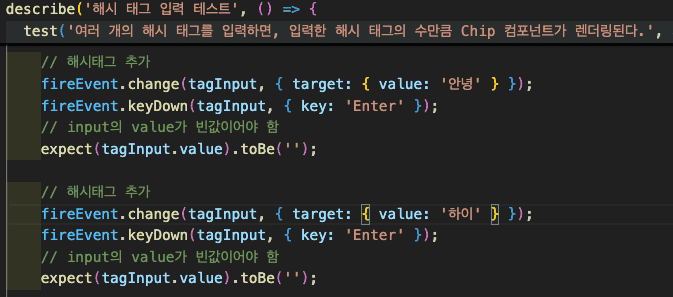 describe('해시 태그 입력 테스트', () => {
test('여러 개의 해시 태그를 입력하면, 입력한 해시 태그의 수만큼 Chip 컴포넌트가 렌더링된다.',
// 해시태그 추가
fireEvent.change(tagInput, { target: { value: '안녕' } });
fireEvent.keyDown(tagInput, { key: 'Enter' });
// input의 value가 빈값이어야 함
expect(tagInput.value).toBe('');
// 해시태그 추가
fireEvent.change(tagInput, { target: { value: '하이' } });
fireEvent.keyDown(tagInput, { key: 'Enter' });
// input의 value가 빈값이어야 함
expect(tagInput.value).toBe('');